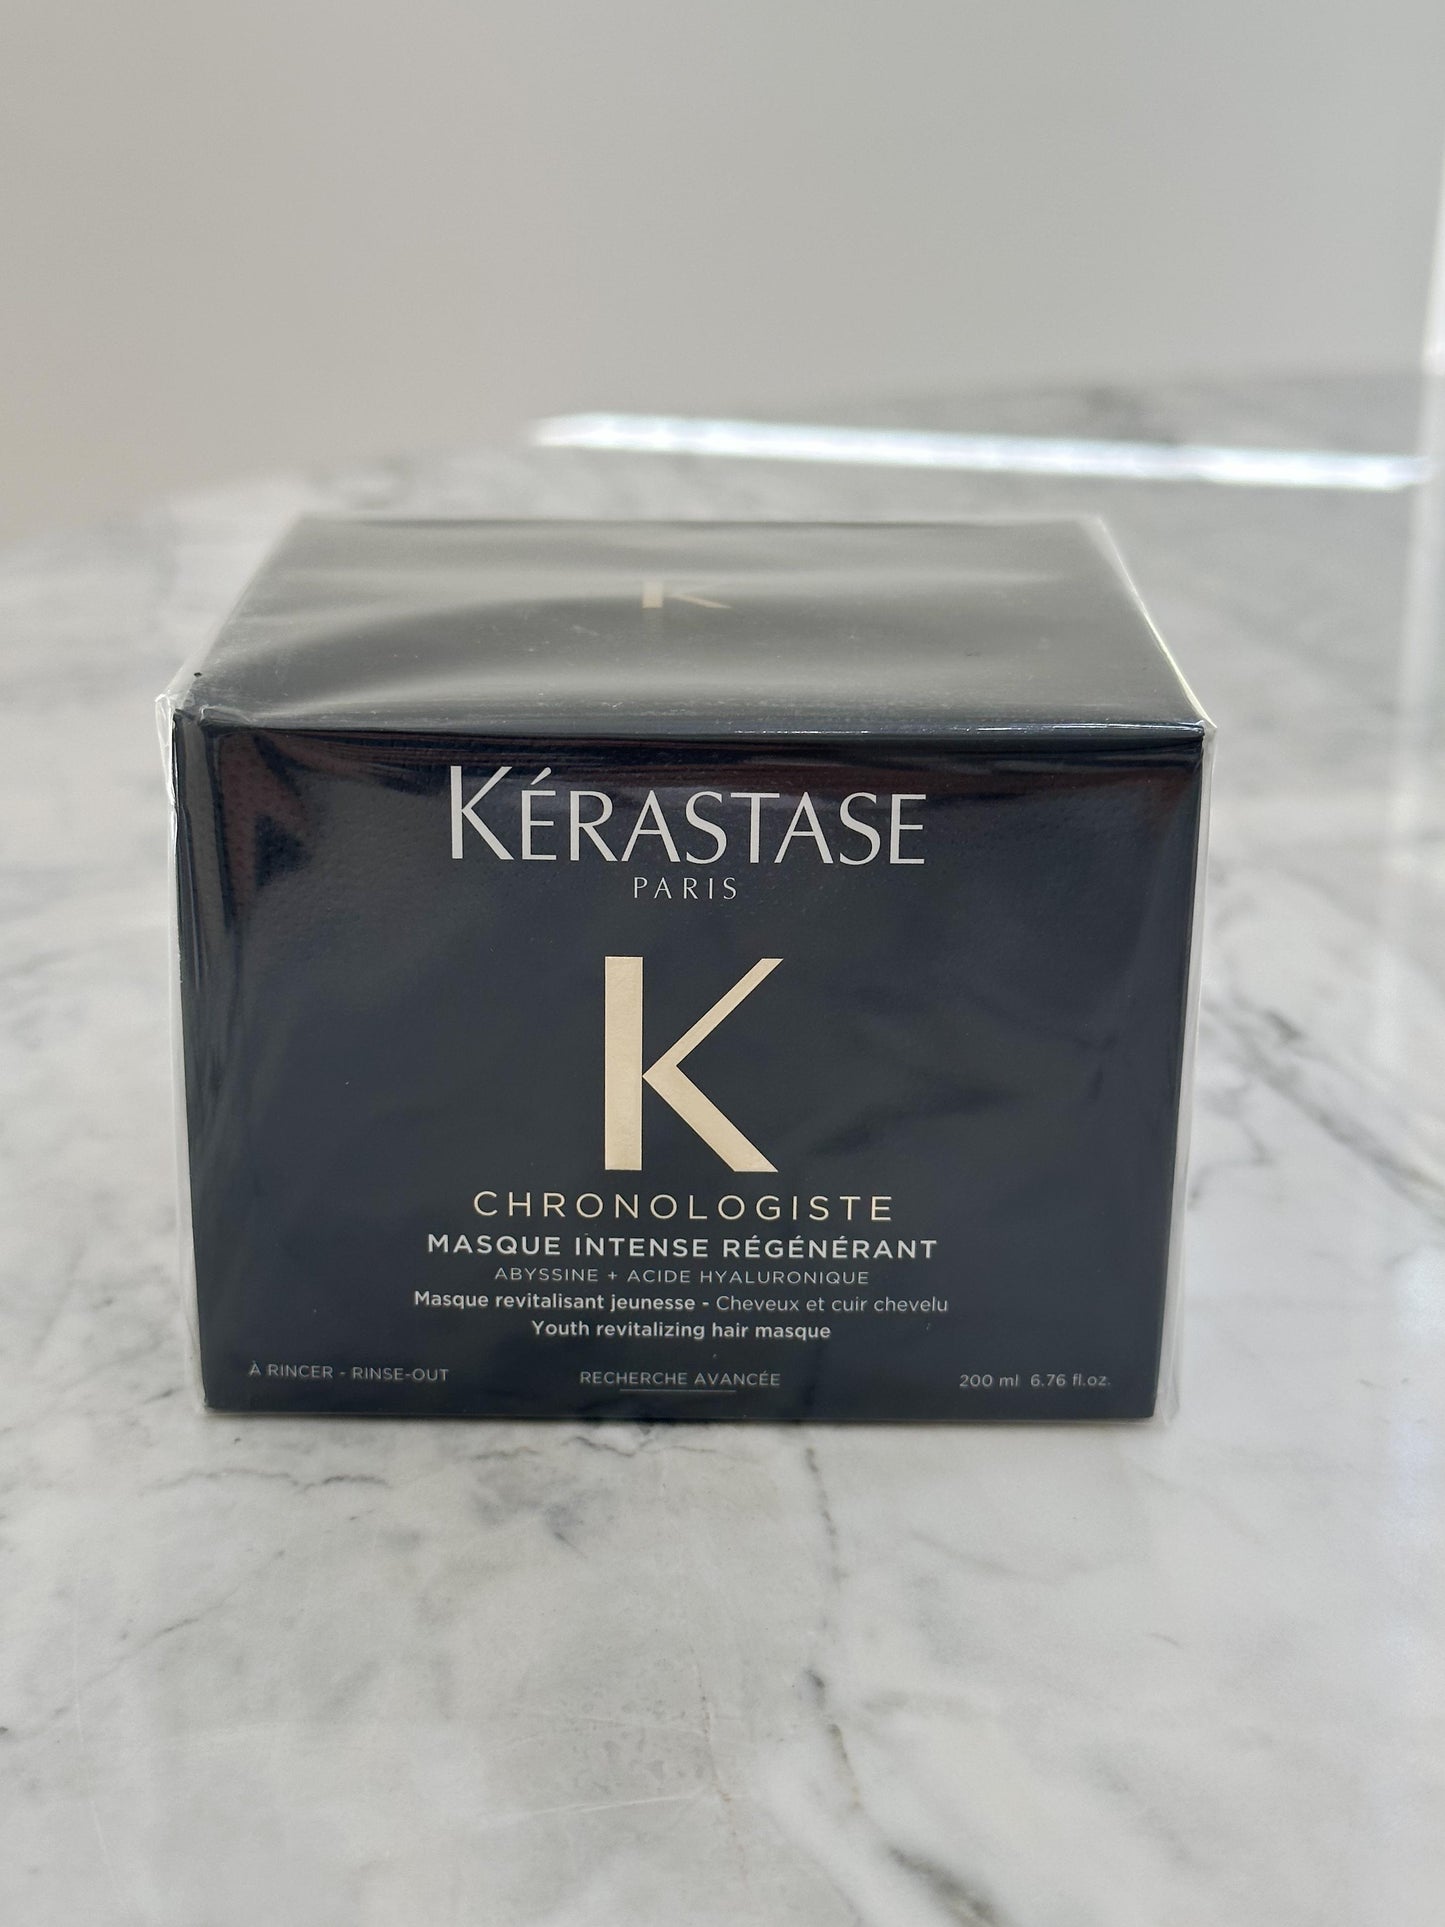 K
KÉRASTASE
PARIS
K
CHRONOLOGISTE
MASQUE INTENSE RÉGÉNÉRANT
ABYSSINE + ACIDE HYALURONIQUE
Masque revitalisant jeunesse - Cheveux et cuir chevelu
Youth revitalizing hair masque
À RINCER - RINSE-OUT
RECHERCHE AVANCÉE
200 ml 6.76 fl.oz.